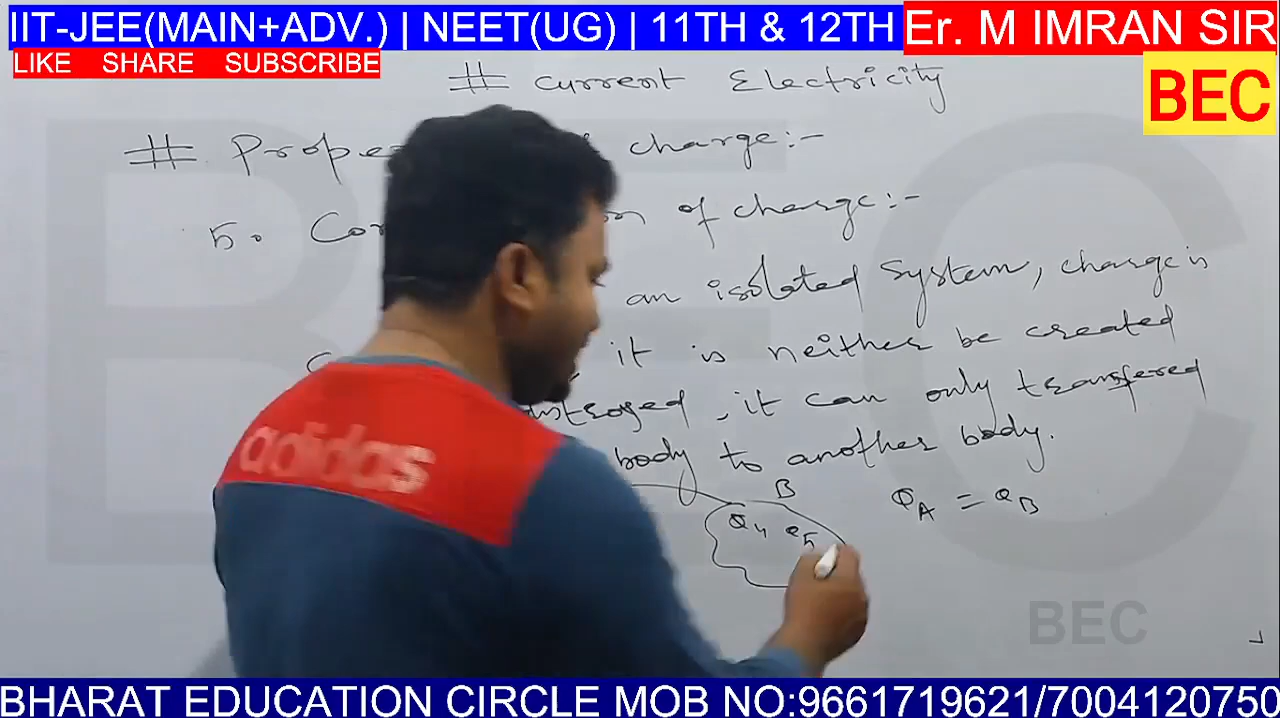 IIT-JEE(MAIN+ADV.) | NEET(UG) | 11TH & 12TH Er. M IMRAN SIR
LIKE SHARE SUBSCRIBE
BEC
# Current Electricity
# charge:-
5. of charge:-
an isolated system, charge is
it is neither be created
, it can only transfered
body to another body.
B
Q4 Q5
QA = QB
BEC
adidas
BEC
BHARAT EDUCATION CIRCLE MOB NO:9661719621/7004120750